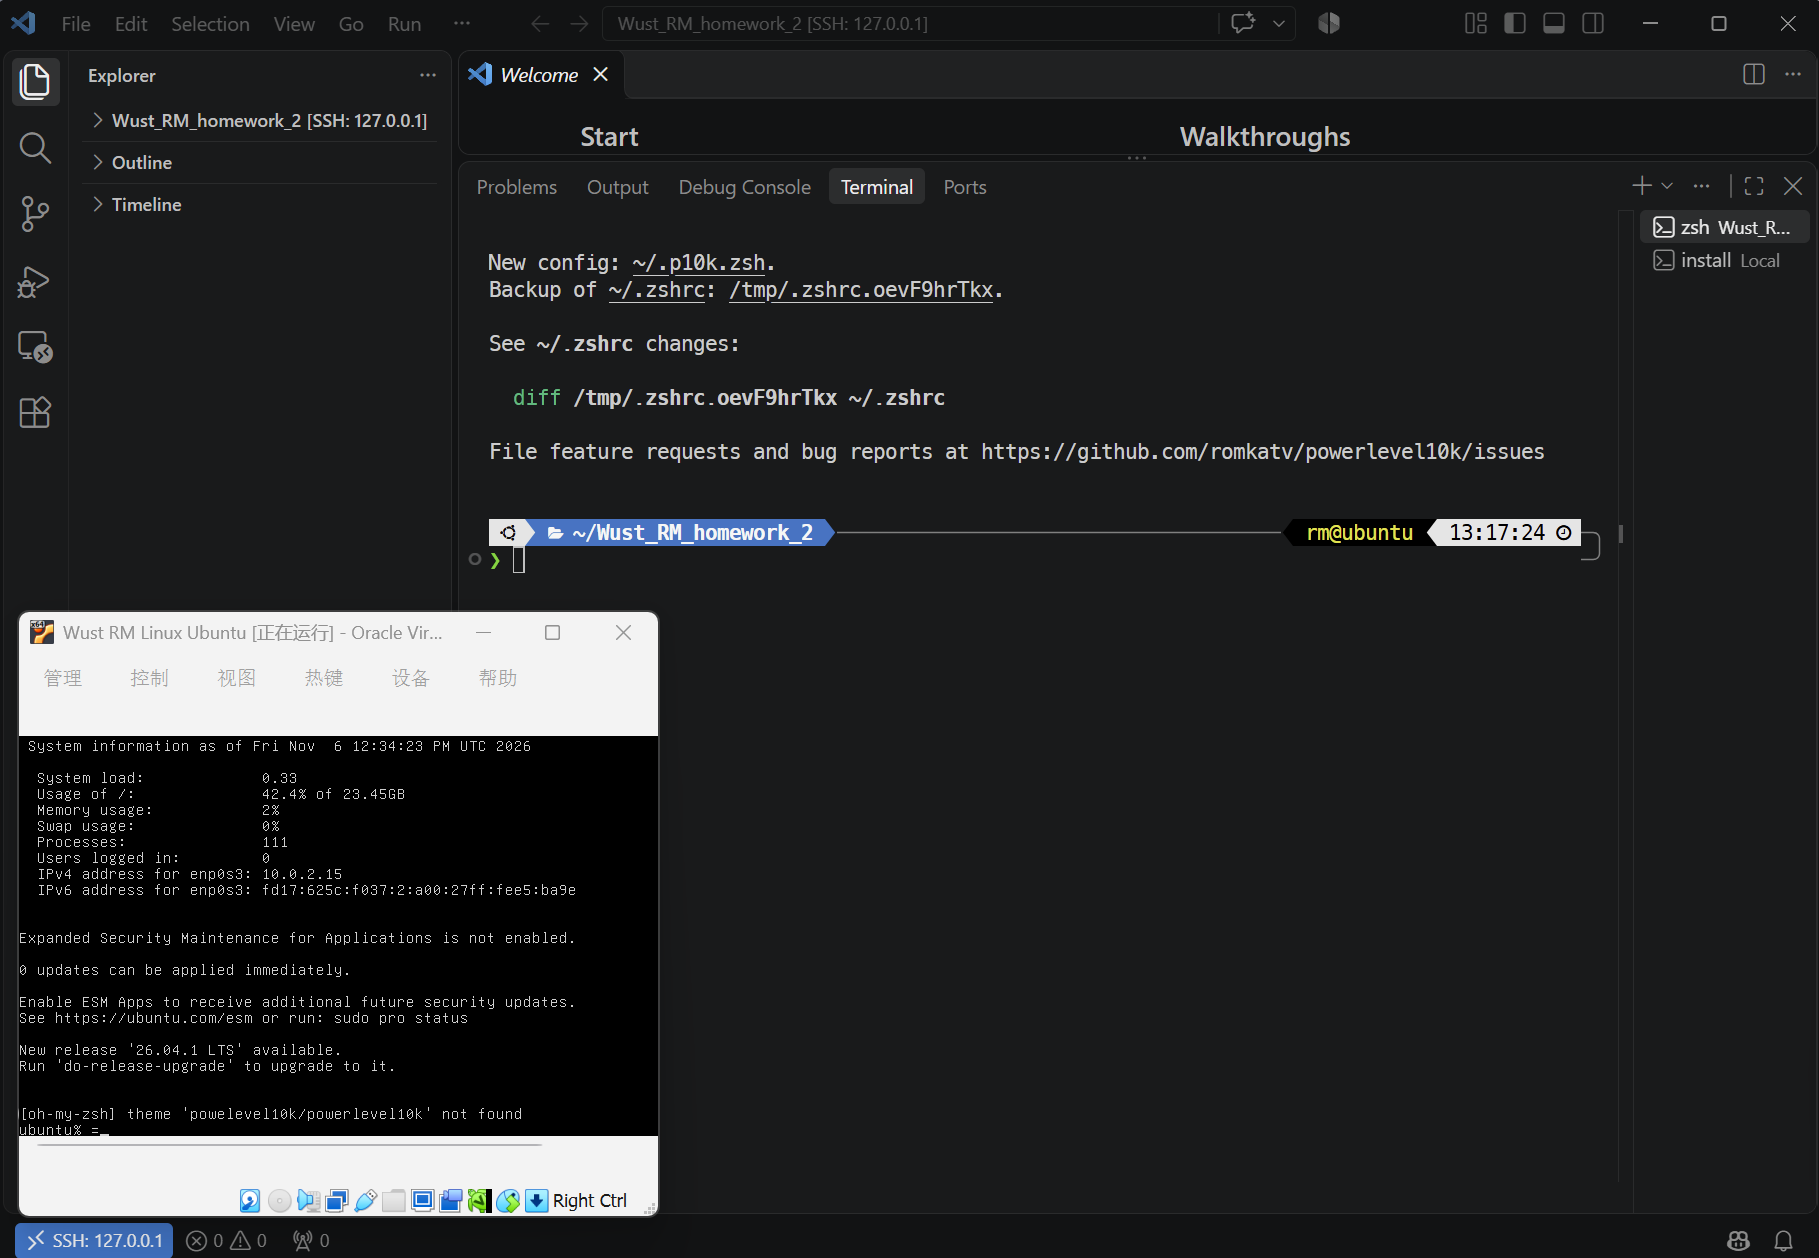 File Edit Selection View Go Run ··· Wust_RM_homework_2 [SSH: 127.0.0.1]
Explorer ···
Wust_RM_homework_2 [SSH: 127.0.0.1]
Outline
Timeline
Welcome
Start Walkthroughs
Problems Output Debug Console Terminal Ports
zsh Wust_R...
install Local
New config: ~/.p10k.zsh.
Backup of ~/.zshrc: /tmp/.zshrc.oevF9hrTkx.
See ~/.zshrc changes:
diff /tmp/.zshrc.oevF9hrTkx ~/.zshrc
File feature requests and bug reports at https://github.com/romkatv/powerlevel10k/issues
~/Wust_RM_homework_2 rm@ubuntu 13:17:24
❯
Wust RM Linux Ubuntu [正在运行] - Oracle Vir...
管理 控制 视图 热键 设备 帮助
System information as of Fri Nov 6 12:34:23 PM UTC 2026
System load: 0.33
Usage of /: 42.4% of 23.45GB
Memory usage: 2%
Swap usage: 0%
Processes: 111
Users logged in: 0
IPv4 address for enp0s3: 10.0.2.15
IPv6 address for enp0s3: fd17:625c:f037:2:a00:27ff:fee5:ba9e
Expanded Security Maintenance for Applications is not enabled.
0 updates can be applied immediately.
Enable ESM Apps to receive additional future security updates.
See https://ubuntu.com/esm or run: sudo pro status
New release '26.04.1 LTS' available.
Run 'do-release-upgrade' to upgrade to it.
[oh-my-zsh] theme 'powelevel10k/powerlevel10k' not found
ubuntu% =_
Right Ctrl
SSH: 127.0.0.1 0 0 0